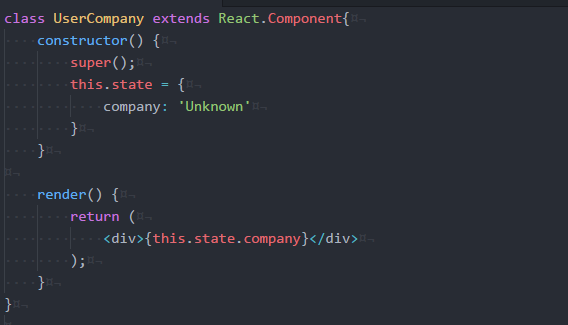 class UserCompany extends React.Component{
    constructor() {
        super();
        this.state = {
            company: 'Unknown'
        }
    }

    render() {
        return (
            <div>{this.state.company}</div>
        );
    }
}